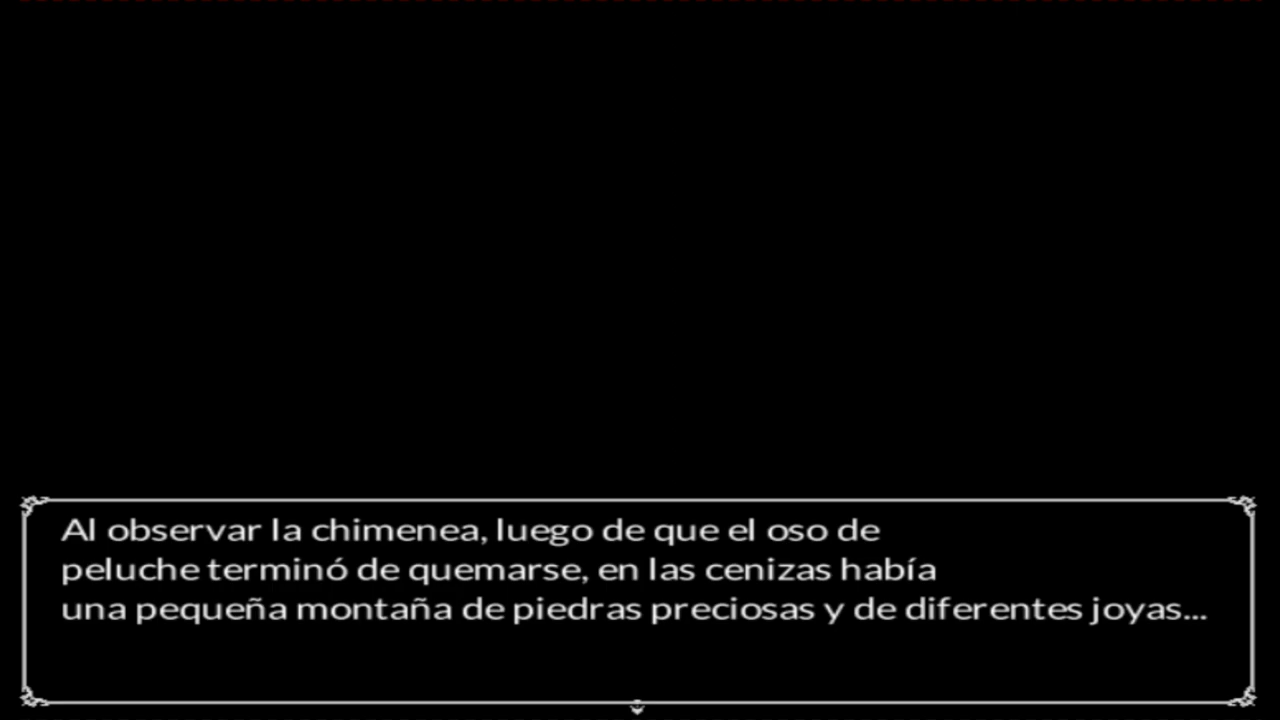 Al observar la chimenea, luego de que el oso de
peluche terminó de quemarse, en las cenizas había
una pequeña montaña de piedras preciosas y de diferentes joyas...